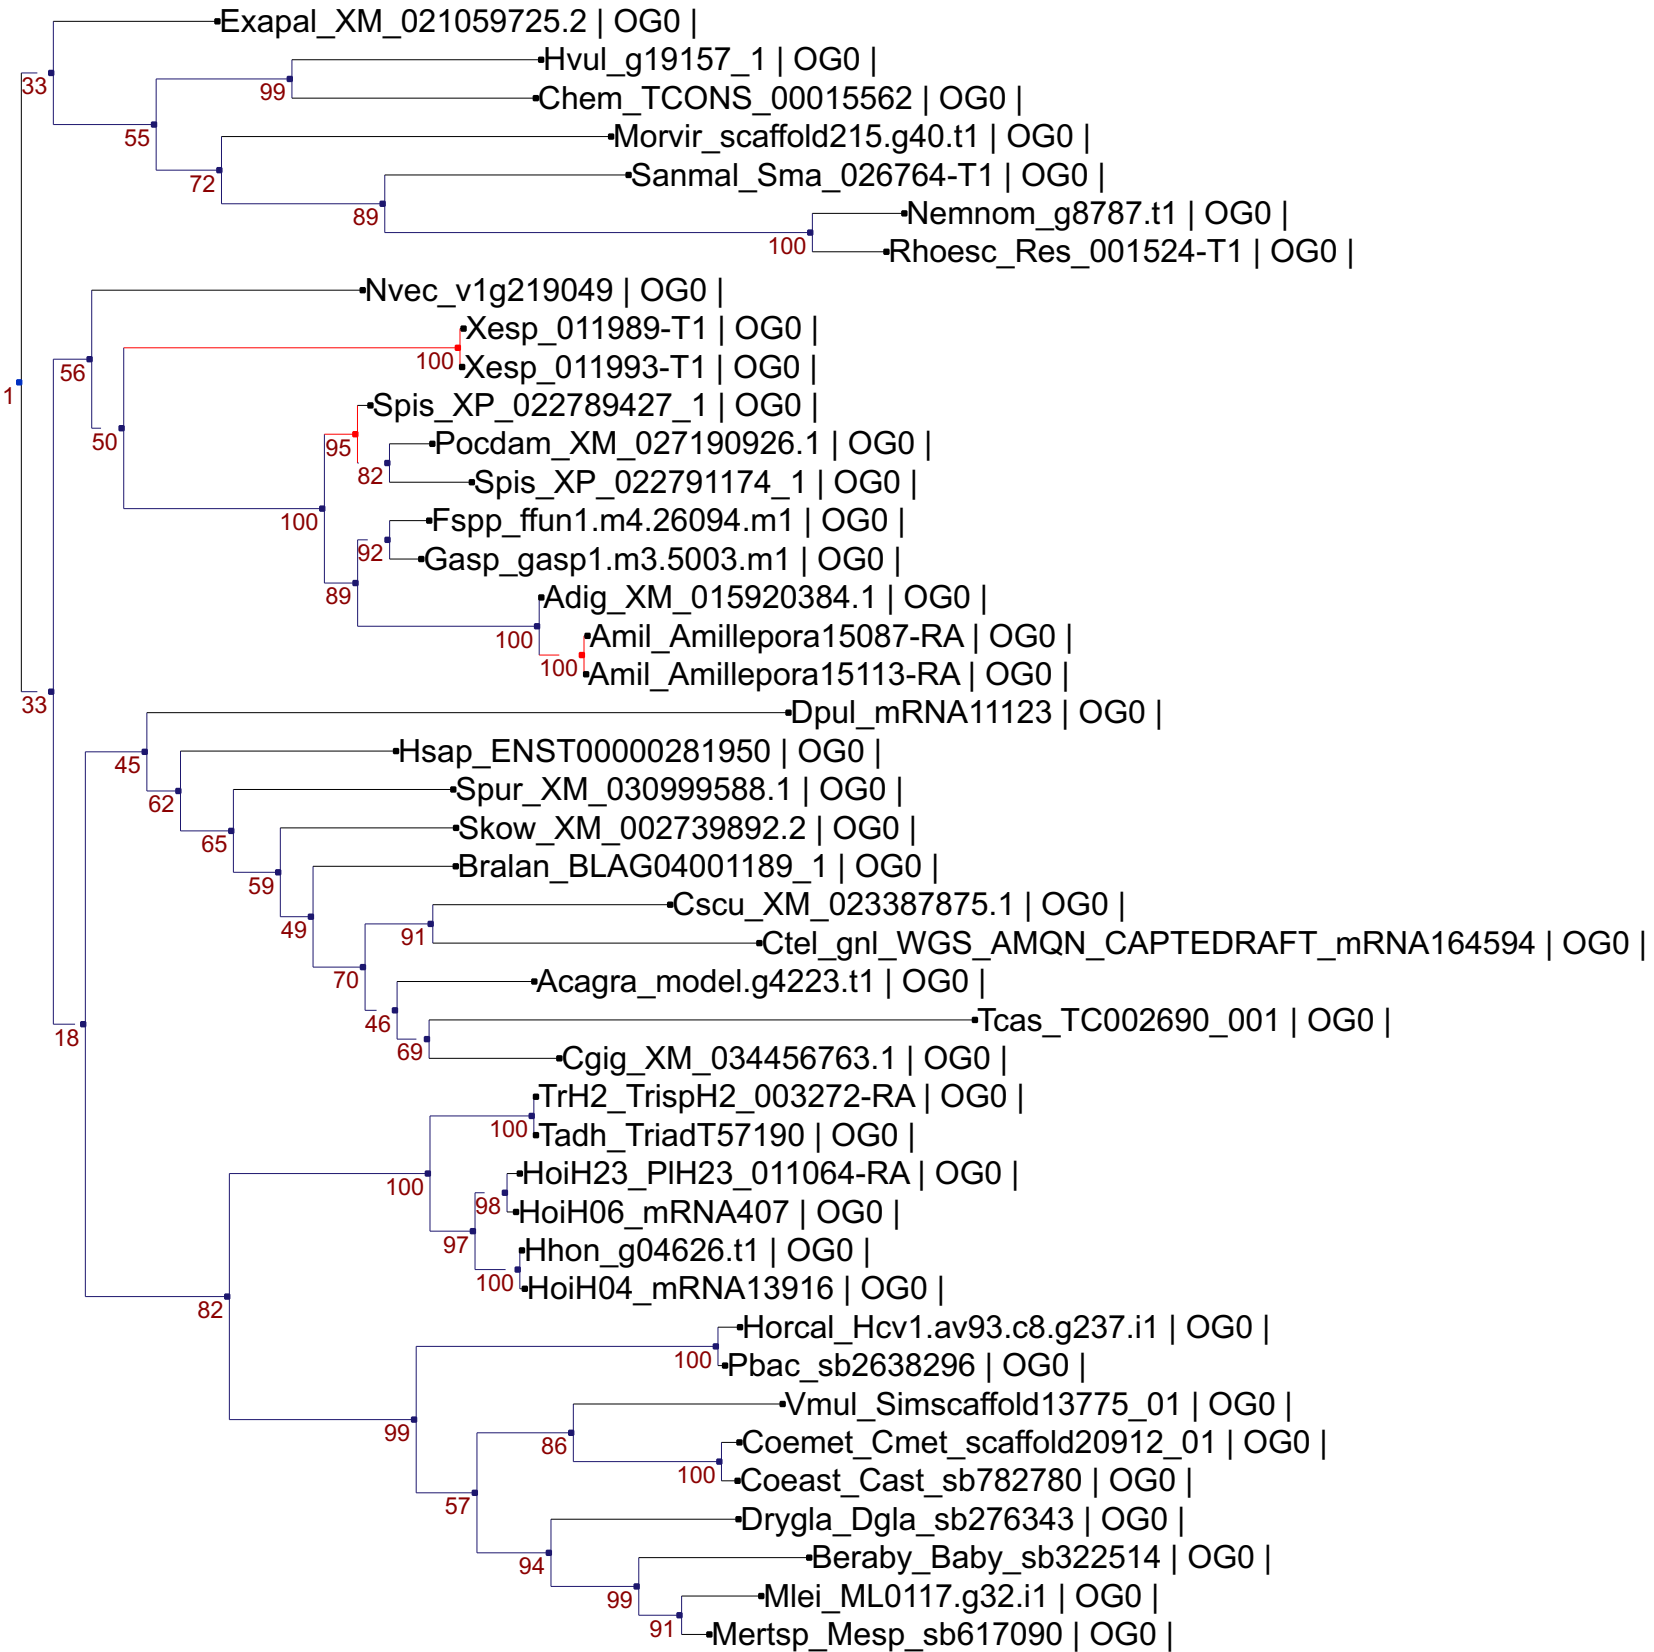 Exapal_XM_021059725.2 | OG0 |
Hvul_g19157_1 | OG0 |
33
99
Chem_TCONS_00015562 | OG0 |
55
Morvir_scaffold215.g40.t1 | OG0 |
72
Sanmal_Sma_026764-T1 | OG0 |
89
Nemnom_g8787.t1 | OG0 |
100
Rhoesc_Res_001524-T1 | OG0 |
Nvec_v1g219049 | OG0 |
Xesp_011989-T1 | OG0 |
56
100
Xesp_011993-T1 | OG0 |
1
Spis_XP_022789427_1 | OG0 |
50
95
Pocdam_XM_027190926.1 | OG0 |
82
Spis_XP_022791174_1 | OG0 |
100
Fspp_ffun1.m4.26094.m1 | OG0 |
92
Gasp_gasp1.m3.5003.m1 | OG0 |
89
Adig_XM_015920384.1 | OG0 |
100
Amil_Amillepora15087-RA | OG0 |
100
Amil_Amillepora15113-RA | OG0 |
33
Dpul_mRNA11123 | OG0 |
45
Hsap_ENST00000281950 | OG0 |
62
Spur_XM_030999588.1 | OG0 |
65
Skow_XM_002739892.2 | OG0 |
59
Bralan_BLAG04001189_1 | OG0 |
49
Cscu_XM_023387875.1 | OG0 |
91
Ctel_gnl_WGS_AMQN_CAPTEDRAFT_mRNA164594 | OG0 |
70
Acagra_model.g4223.t1 | OG0 |
46
Tcas_TC002690_001 | OG0 |
18
69
Cgig_XM_034456763.1 | OG0 |
TrH2_TrispH2_003272-RA | OG0 |
100
Tadh_TriadT57190 | OG0 |
HoiH23_PlH23_011064-RA | OG0 |
100
98
HoiH06_mRNA407 | OG0 |
97
Hhon_g04626.t1 | OG0 |
100
HoiH04_mRNA13916 | OG0 |
82
Horcal_Hcv1.av93.c8.g237.i1 | OG0 |
100
Pbac_sb2638296 | OG0 |
Vmul_Simscaffold13775_01 | OG0 |
99
86
Coemet_Cmet_scaffold20912_01 | OG0 |
100
Coeast_Cast_sb782780 | OG0 |
57
Drygla_Dgla_sb276343 | OG0 |
94
Beraby_Baby_sb322514 | OG0 |
99
Mlei_ML0117.g32.i1 | OG0 |
91
Mertsp_Mesp_sb617090 | OG0 |